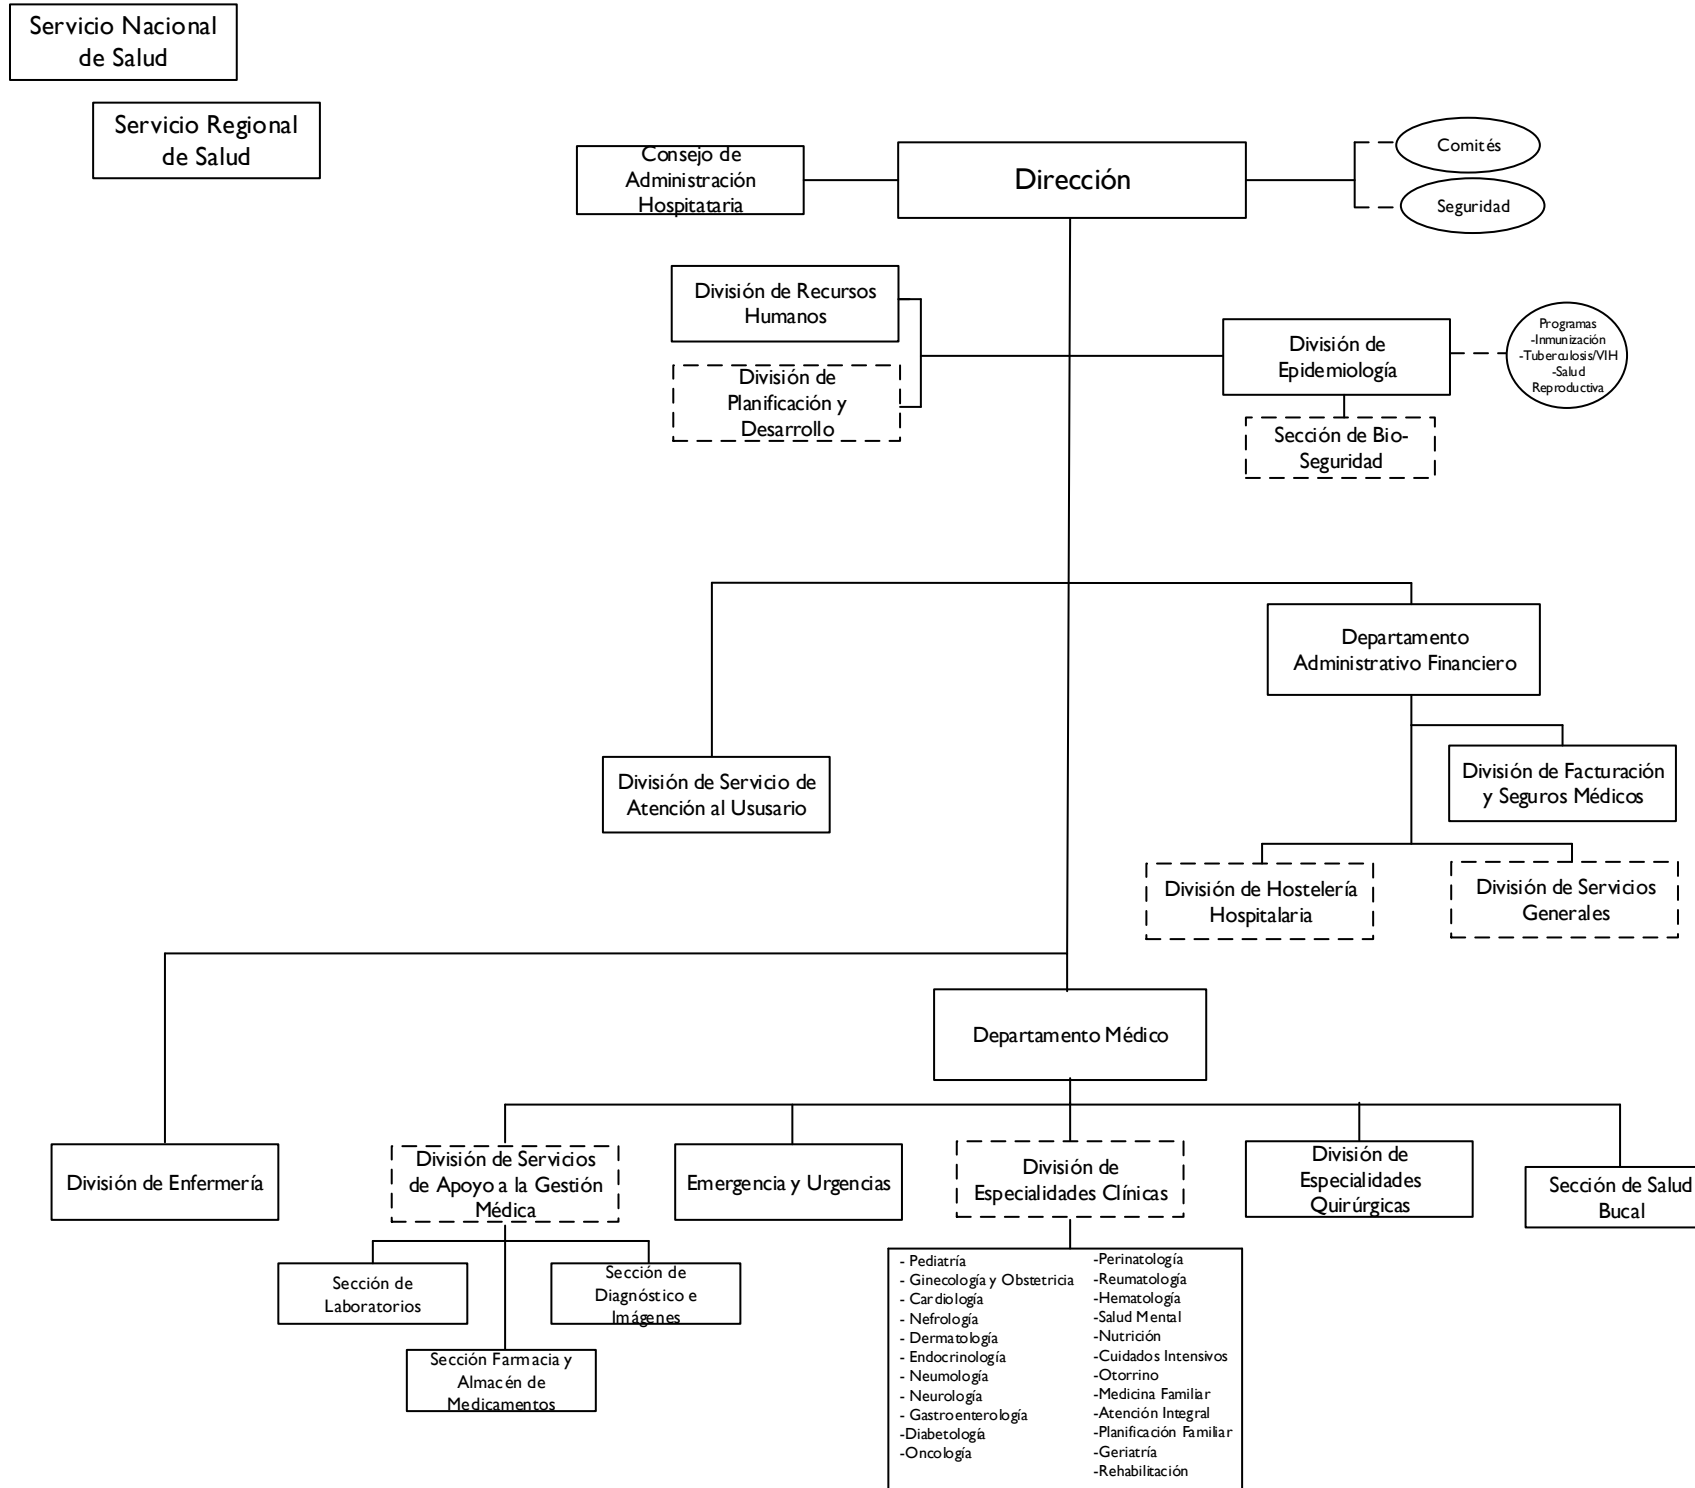 Servicio Nacional
de Salud
Servicio Regional
de Salud
Consejo de
Administración
Hospitataria
Dirección
Comités
Seguridad
División de Recursos
Humanos
División de
Planificación y
Desarrollo
División de
Epidemiología
Programas
-Inmunización
-Tuberculosis/VIH
-Salud
Reproductiva
Sección de Bio-
Seguridad
Departamento
Administrativo Financiero
División de Servicio de
Atención al Ususario
División de Facturación
y Seguros Médicos
División de Hostelería
Hospitalaria
División de Servicios
Generales
Departamento Médico
División de Enfermería
División de Servicios
de Apoyo a la Gestión
Médica
Emergencia y Urgencias
División de
Especialidades Clínicas
División de
Especialidades
Quirúrgicas
Sección de Salud
Bucal
Sección de
Laboratorios
Sección de
Diagnóstico e
Imágenes
Sección Farmacia y
Almacén de
Medicamentos
- Pediatría
- Ginecología y Obstetricia
- Cardiología
- Nefrología
- Dermatología
- Endocrinología
- Neumología
- Neurología
- Gastroenterología
-Diabetología
-Oncología
-Perinatología
-Reumatología
-Hematología
-Salud Mental
-Nutrición
-Cuidados Intensivos
-Otorrino
-Medicina Familiar
-Atención Integral
-Planificación Familiar
-Geriatría
-Rehabilitación